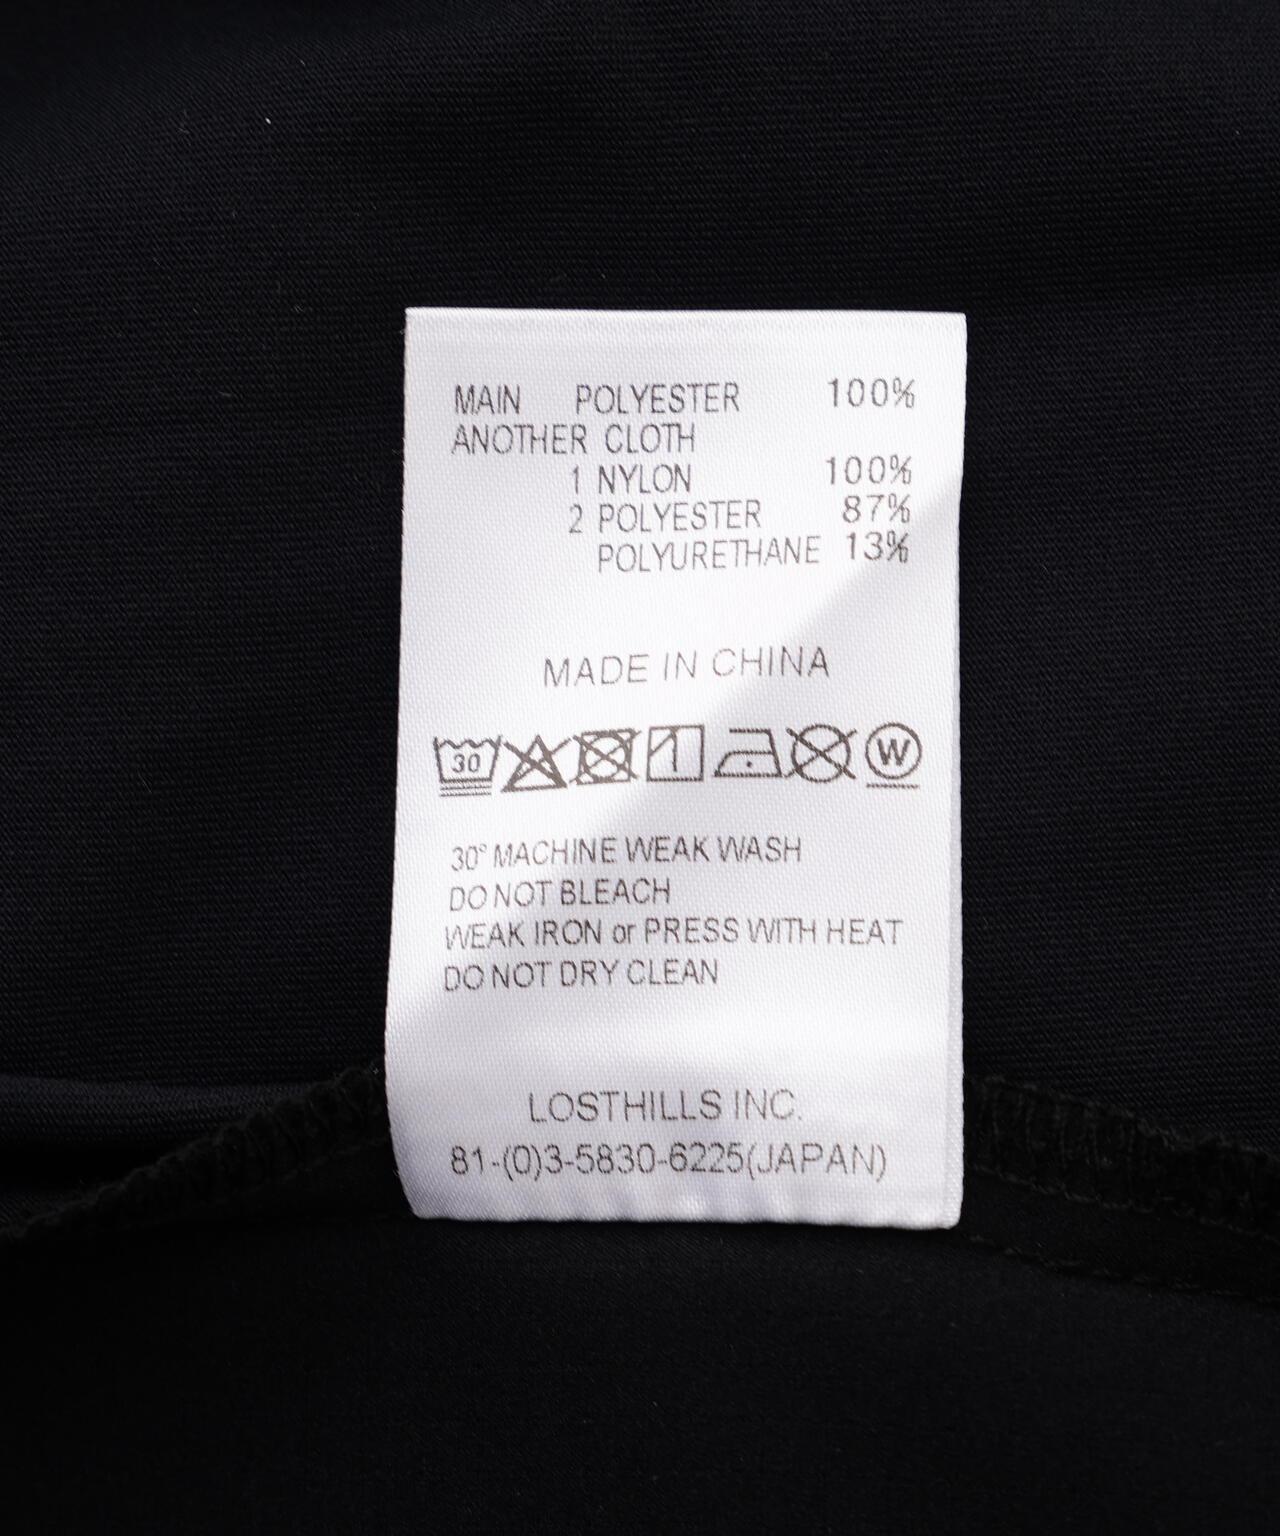 MAIN POLYESTER 100%
ANOTHER CLOTH
1 NYLON 100%
2 POLYESTER 87%
POLYURETHANE 13%
MADE IN CHINA
30 W
30° MACHINE WEAK WASH
DO NOT BLEACH
WEAK IRON or PRESS WITH HEAT
DO NOT DRY CLEAN
LOSTHILLS INC.
81-(0)3-5830-6225(JAPAN)